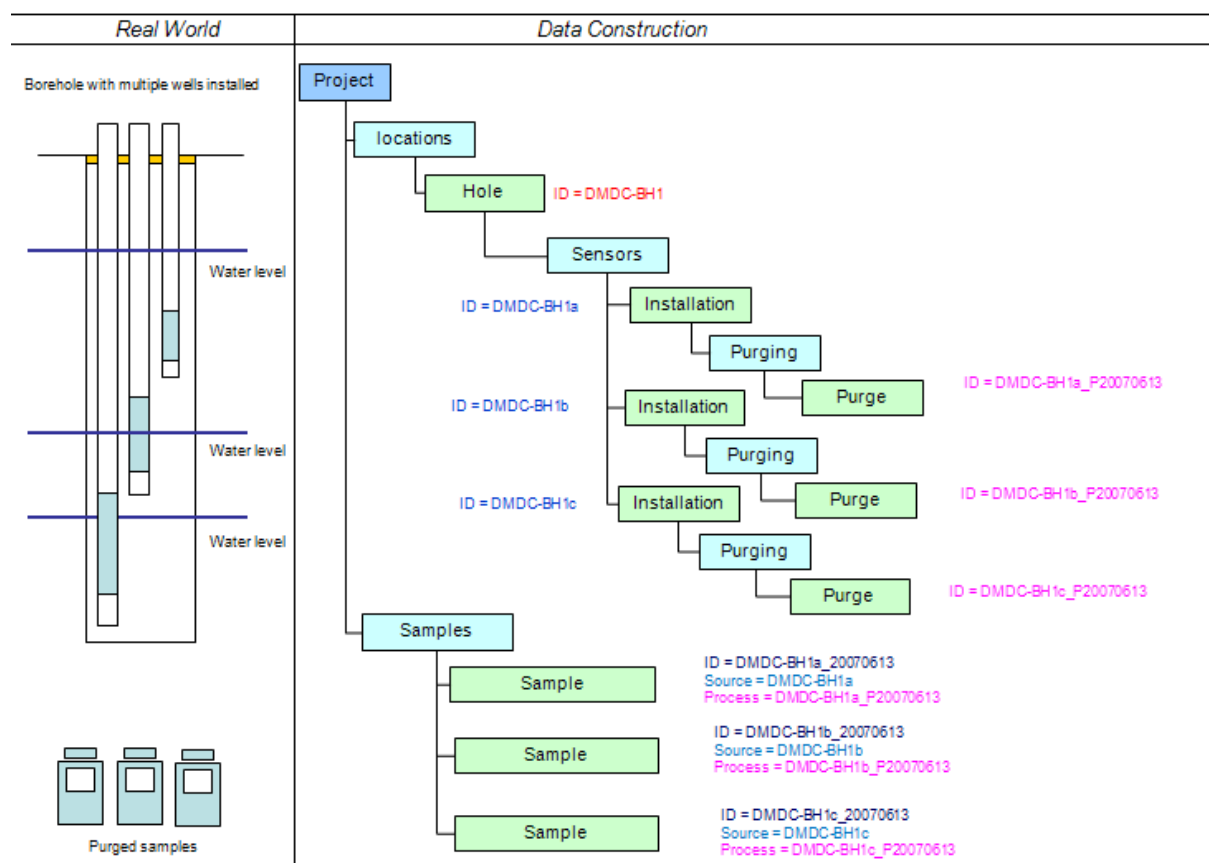 Real World
Data Construction
Borehole with multiple wells installed
Water level
Water level
Water level
Purged samples
Project
locations
Hole
ID = DMDC-BH1
Sensors
ID = DMDC-BH1a
Installation
Purging
Purge
ID = DMDC-BH1a_P20070613
ID = DMDC-BH1b
Installation
Purging
Purge
ID = DMDC-BH1b_P20070613
ID = DMDC-BH1c
Installation
Purging
Purge
ID = DMDC-BH1c_P20070613
Samples
Sample
ID = DMDC-BH1a_20070613
Source = DMDC-BH1a
Process = DMDC-BH1a_P20070613
Sample
ID = DMDC-BH1b_20070613
Source = DMDC-BH1b
Process = DMDC-BH1b_P20070613
Sample
ID = DMDC-BH1c_20070613
Source = DMDC-BH1c
Process = DMDC-BH1c_P20070613